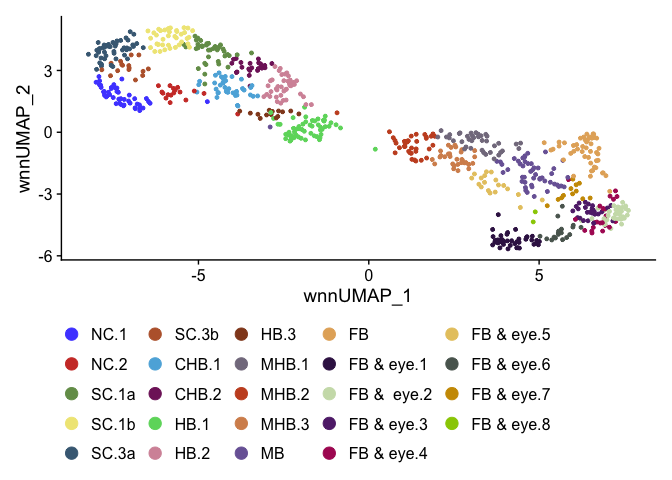 3
0
-3
-6
wnnUMAP_2
-5 0 5
wnnUMAP_1
NC.1 SC.3b HB.3 FB FB & eye.5
NC.2 CHB.1 MHB.1 FB & eye.1 FB & eye.6
SC.1a CHB.2 MHB.2 FB &  eye.2 FB & eye.7
SC.1b HB.1 MHB.3 FB & eye.3 FB & eye.8
SC.3a HB.2 MB FB & eye.4